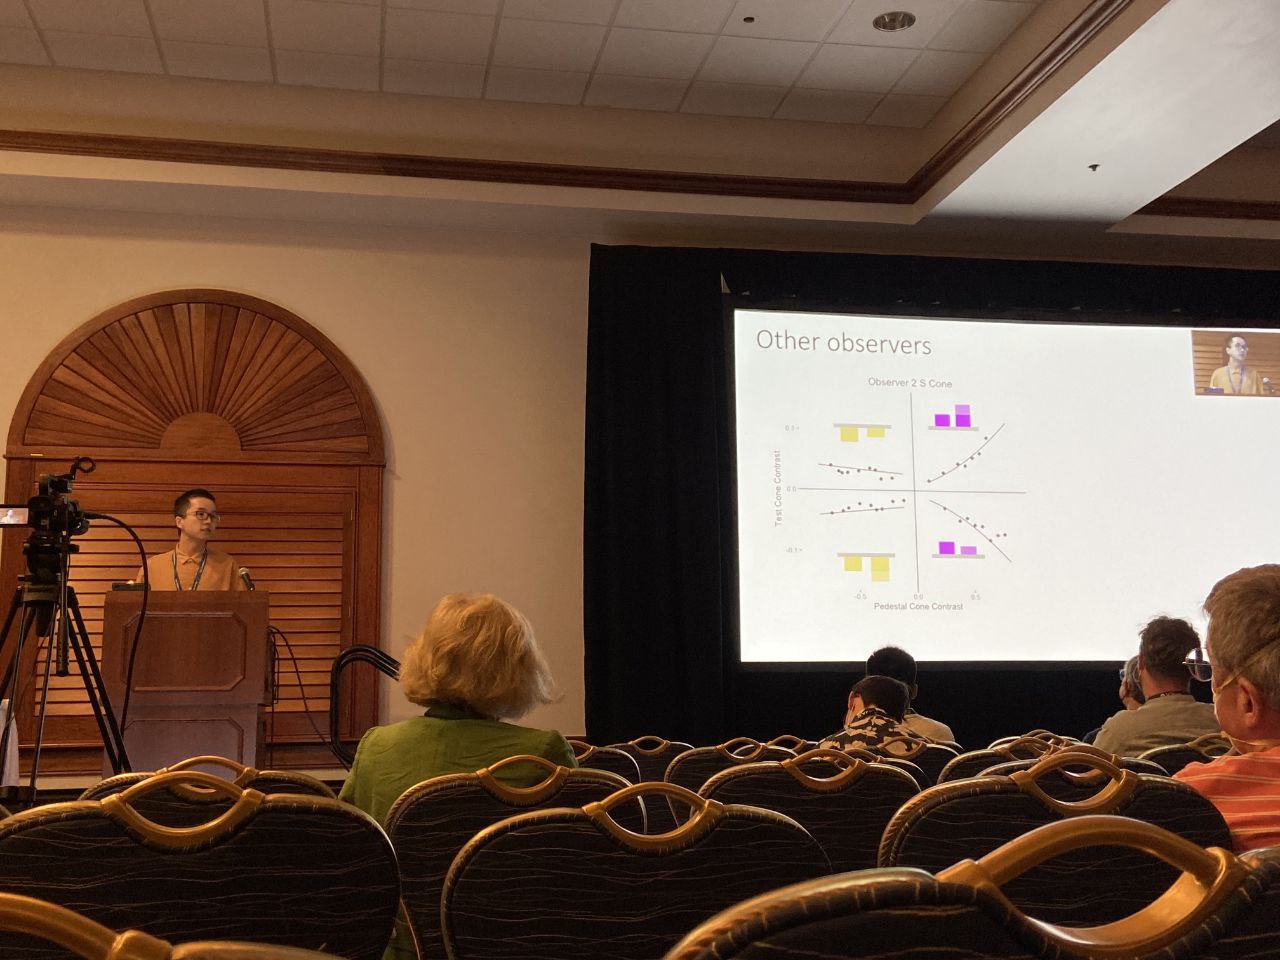 Other observers
Observer 2 S Cone
0.1
Test Cone Contrast
0.0
-0.1
-0.5
0.0
0.5
Pedestal Cone Contrast